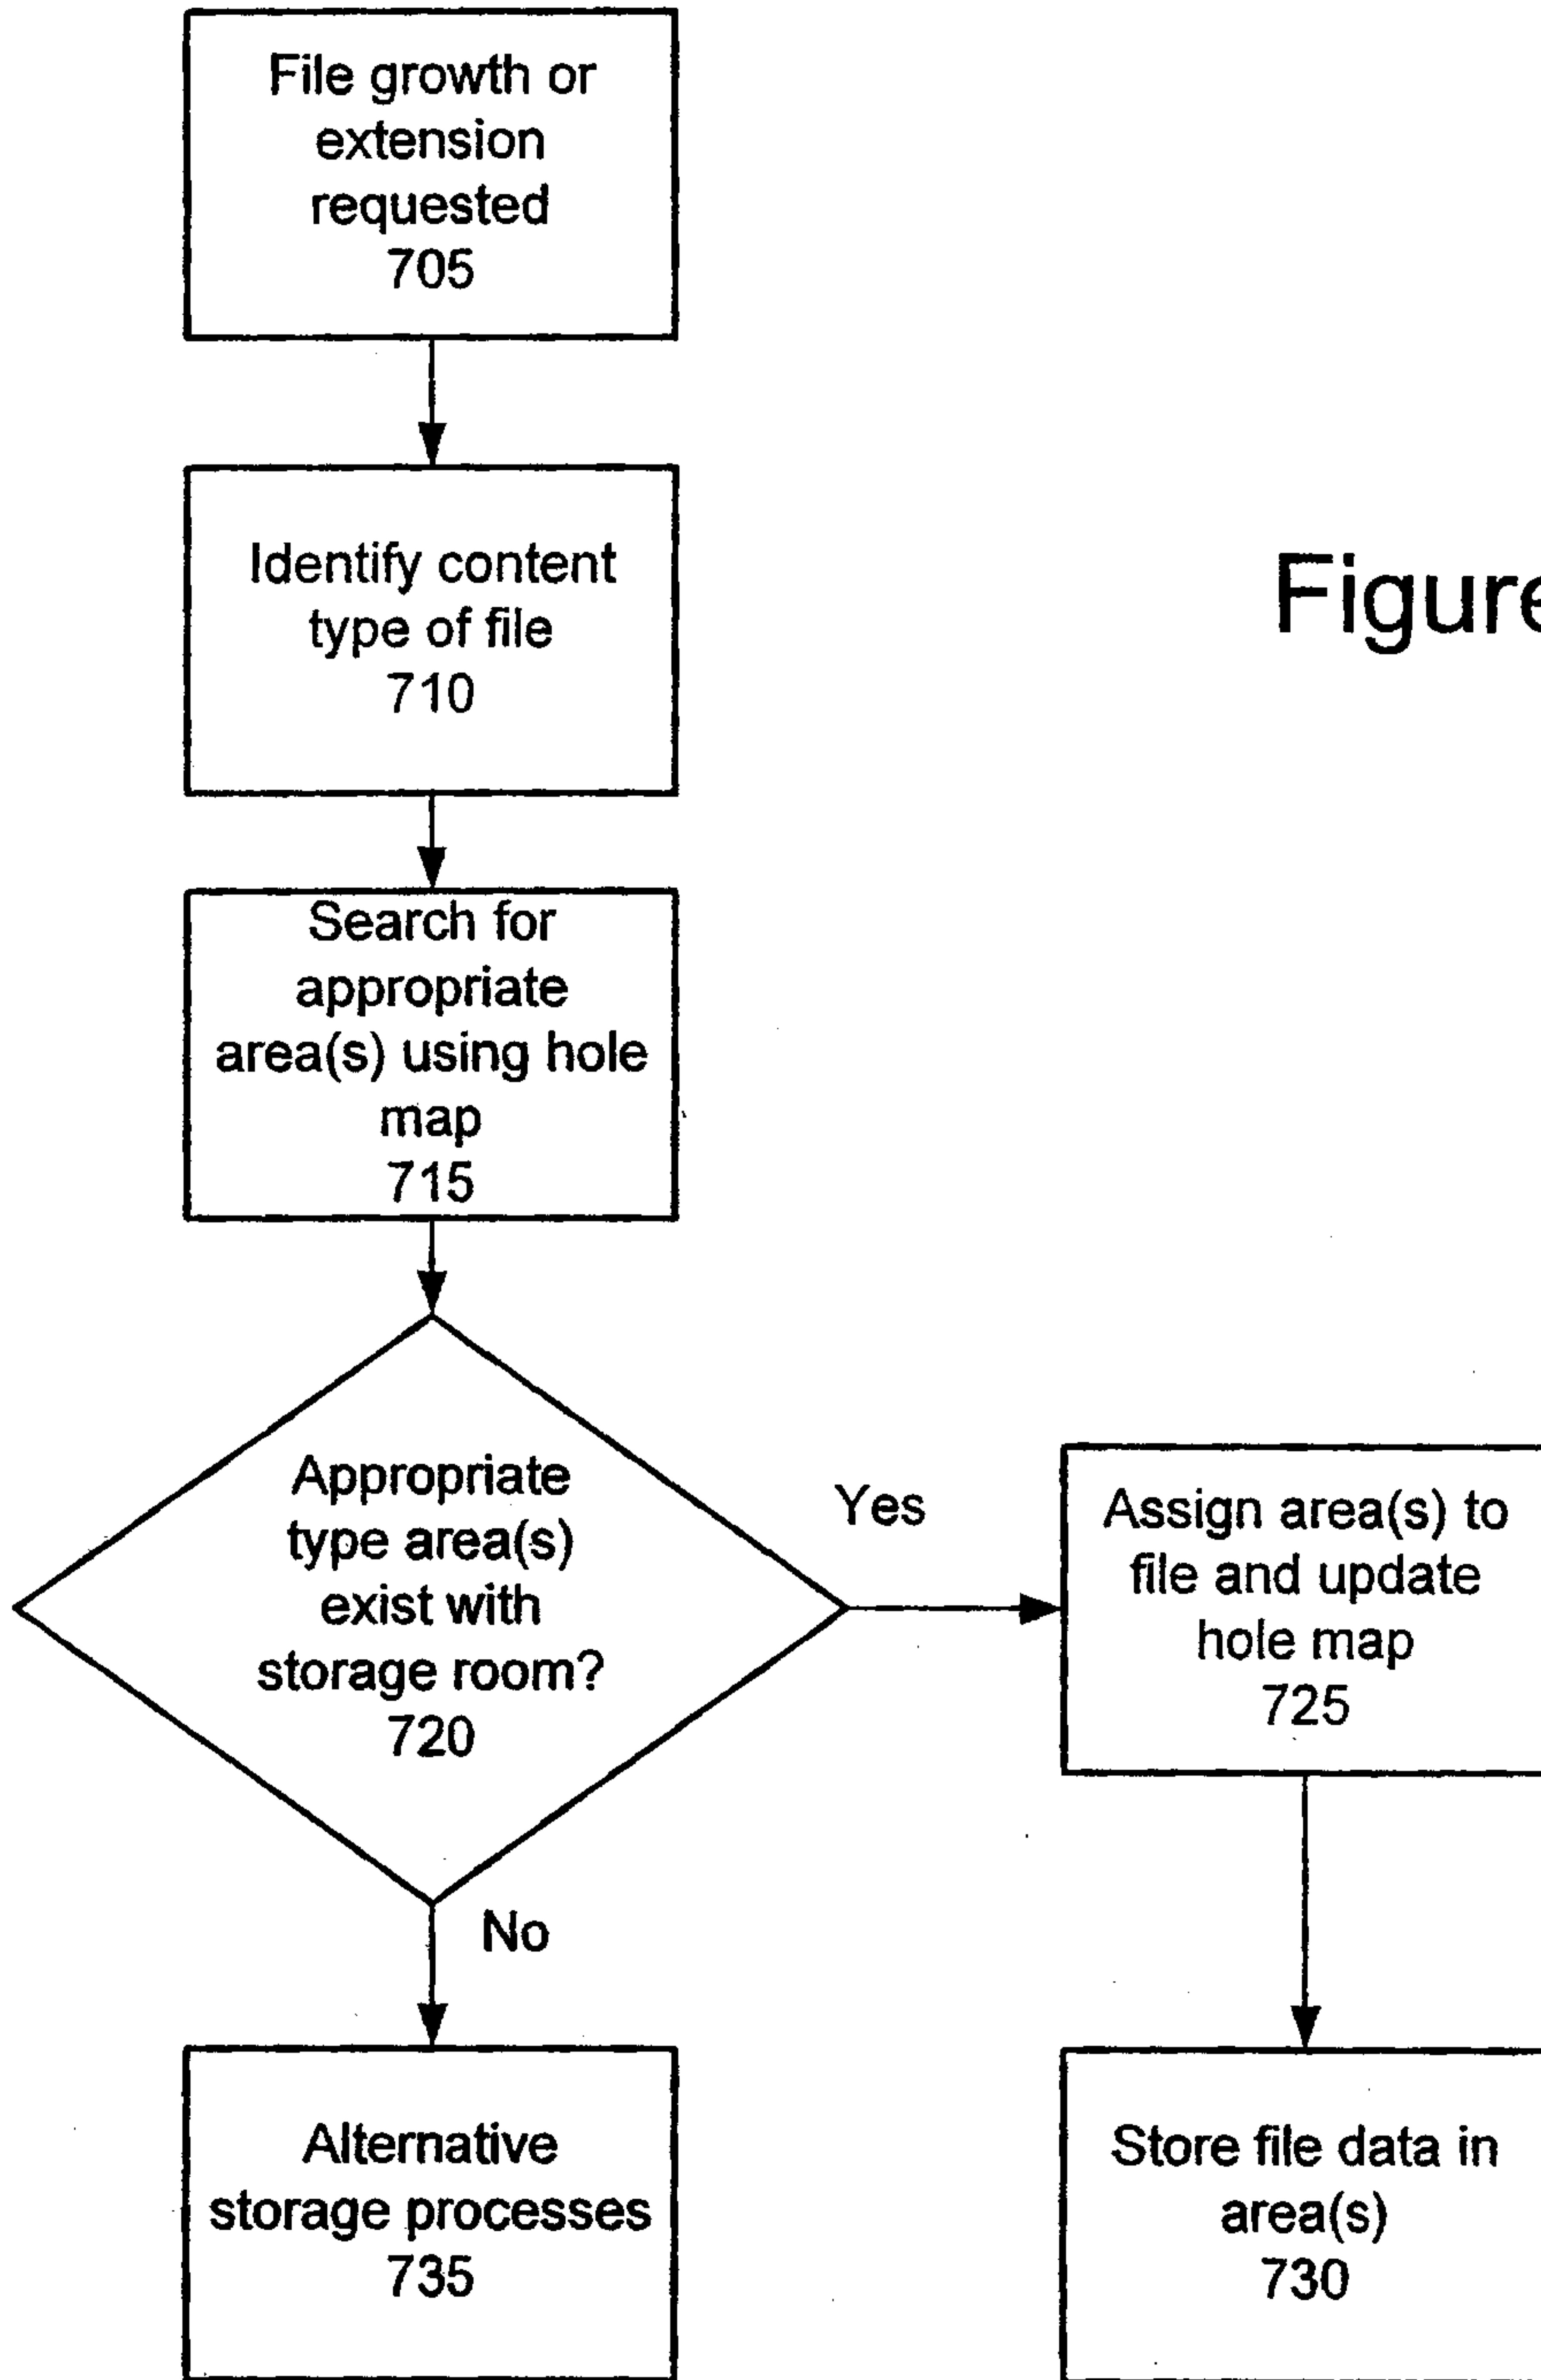 File growth or
extension
requested
705
Identify content
type of file
710
Figure
Search for
appropriate
area(s) using hole
map
715
Appropriate
type area(s)
exist with
storage room?
720
Yes
Assign area(s) to
file and update
hole map
725
No
Alternative
storage processes
735
Store file data in
area(s)
730